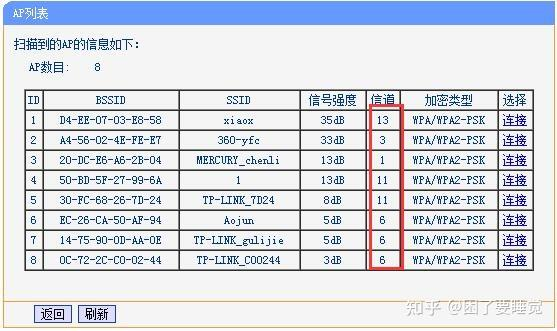 AP列表
扫描到的AP的信息如下:
AP数目: 8
ID BSSID SSID 信号强度 信道 加密类型 选择
1 D4-EE-07-03-E8-58 xiaox 35dB 13 WPA/WPA2-PSK 连接
2 A4-56-02-4E-FE-E7 360-yfc 33dB 3 WPA/WPA2-PSK 连接
3 20-DC-E6-A6-2B-04 MERCURY_chenli 13dB 1 WPA/WPA2-PSK 连接
4 50-BD-5F-27-99-6A 1 13dB 11 WPA/WPA2-PSK 连接
5 30-FC-68-26-7D-24 TP-LINK_7D24 8dB 11 WPA/WPA2-PSK 连接
6 EC-26-CA-50-AF-94 Aojun 5dB 6 WPA/WPA2-PSK 连接
7 14-75-90-0D-AA-0E TP-LINK_gulijie 5dB 6 WPA/WPA2-PSK 连接
8 0C-72-2C-C0-02-44 TP-LINK_C00244 3dB 6 WPA/WPA2-PSK 连接
返回 刷新
知乎 @困了要睡觉